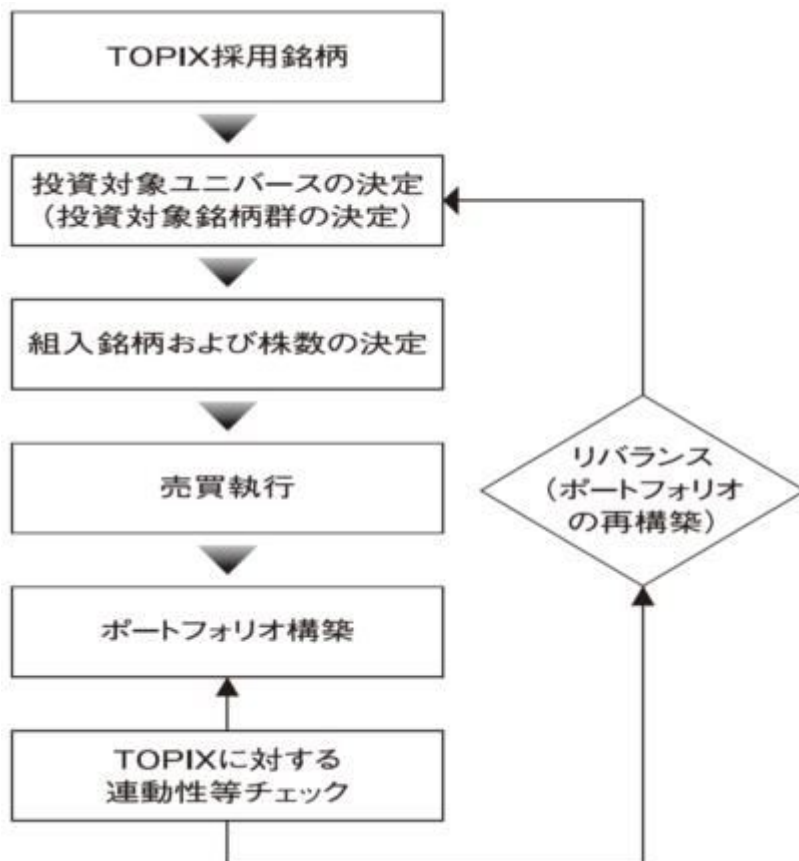 TOPIX採用銘柄
投資対象ユニバースの決定
（投資対象銘柄群の決定）
組入銘柄および株数の決定
売買執行
ポートフォリオ構築
TOPIXに対する
連動性等チェック
リバランス
（ポートフォリオ
の再構築）